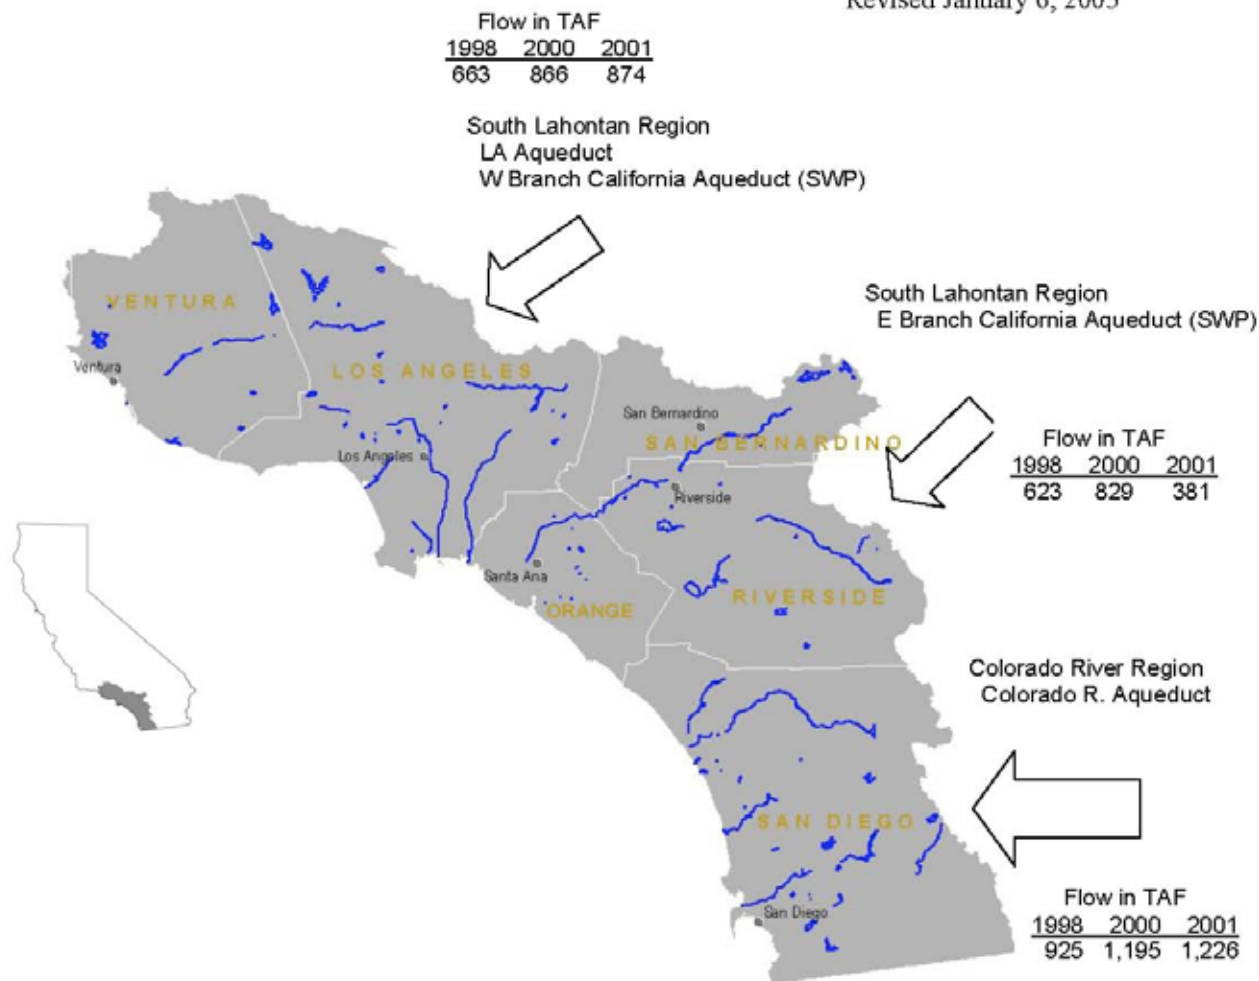 Revised January 6, 2005
Flow in TAF
1998 2000 2001
663 866 874
South Lahontan Region
LA Aqueduct
W Branch California Aqueduct (SWP)
South Lahontan Region
E Branch California Aqueduct (SWP)
VENTURA
Ventura
LOS ANGELES
San Bernardino
SAN BERNARDINO
Los Angeles
Flow in TAF
1998 2000 2001
623 829 381
Riverside
Santa Ana
ORANGE
RIVERSIDE
Colorado River Region
Colorado R. Aqueduct
SAN DIEGO
San Diego
Flow in TAF
1998 2000 2001
925 1,195 1,226